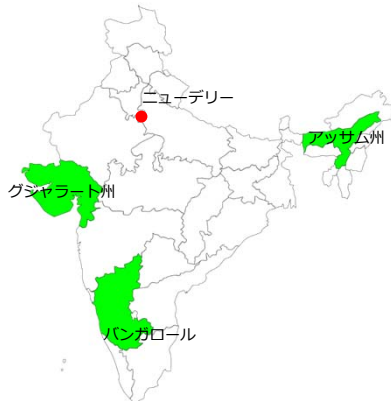 ニューデリー
アッサム州
グジャラート州
バンガロール